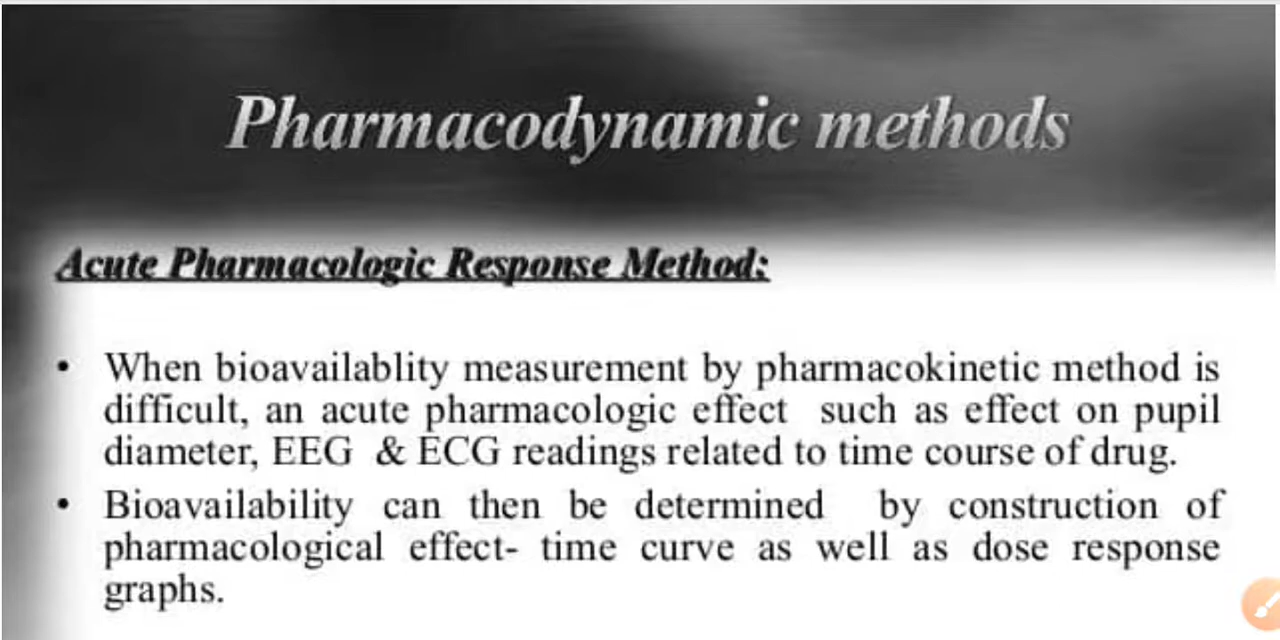 Pharmacodynamic methods
Acute Pharmacologic Response Method:
• When bioavailablity measurement by pharmacokinetic method is
difficult, an acute pharmacologic effect such as effect on pupil
diameter, EEG & ECG readings related to time course of drug.
• Bioavailability can then be determined by construction of
pharmacological effect- time curve as well as dose response
graphs.